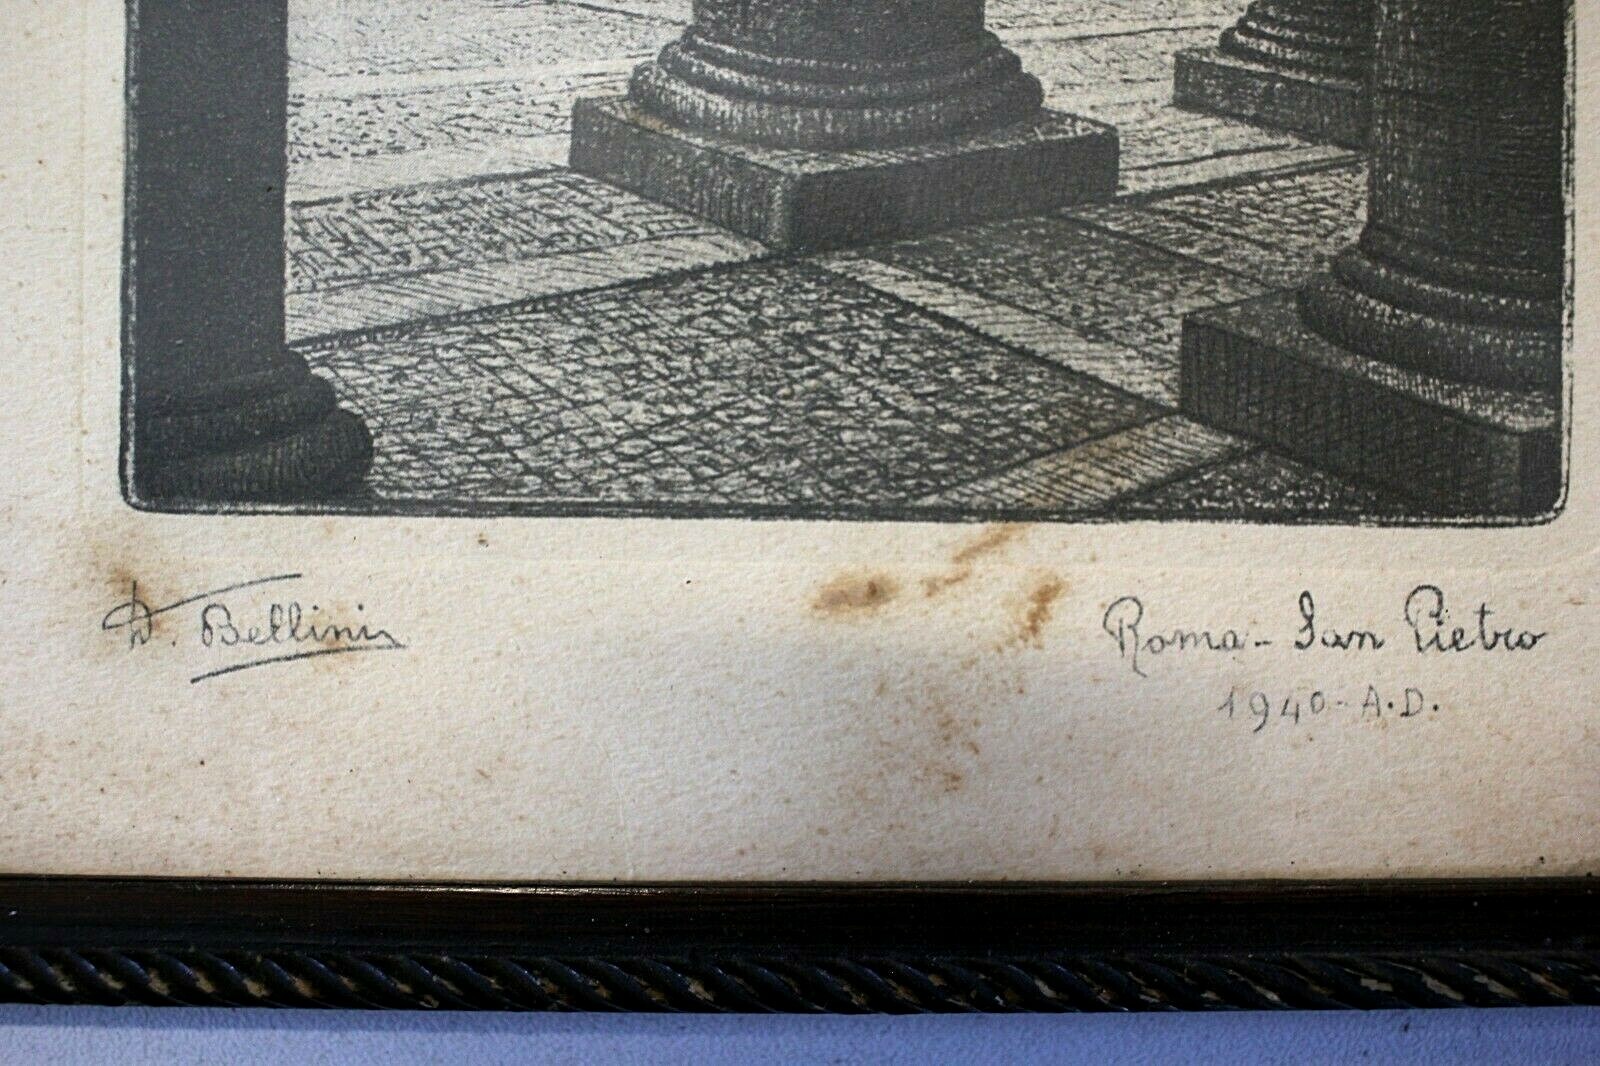 D. Bellini
Roma - San Pietro
1940 - A.D.